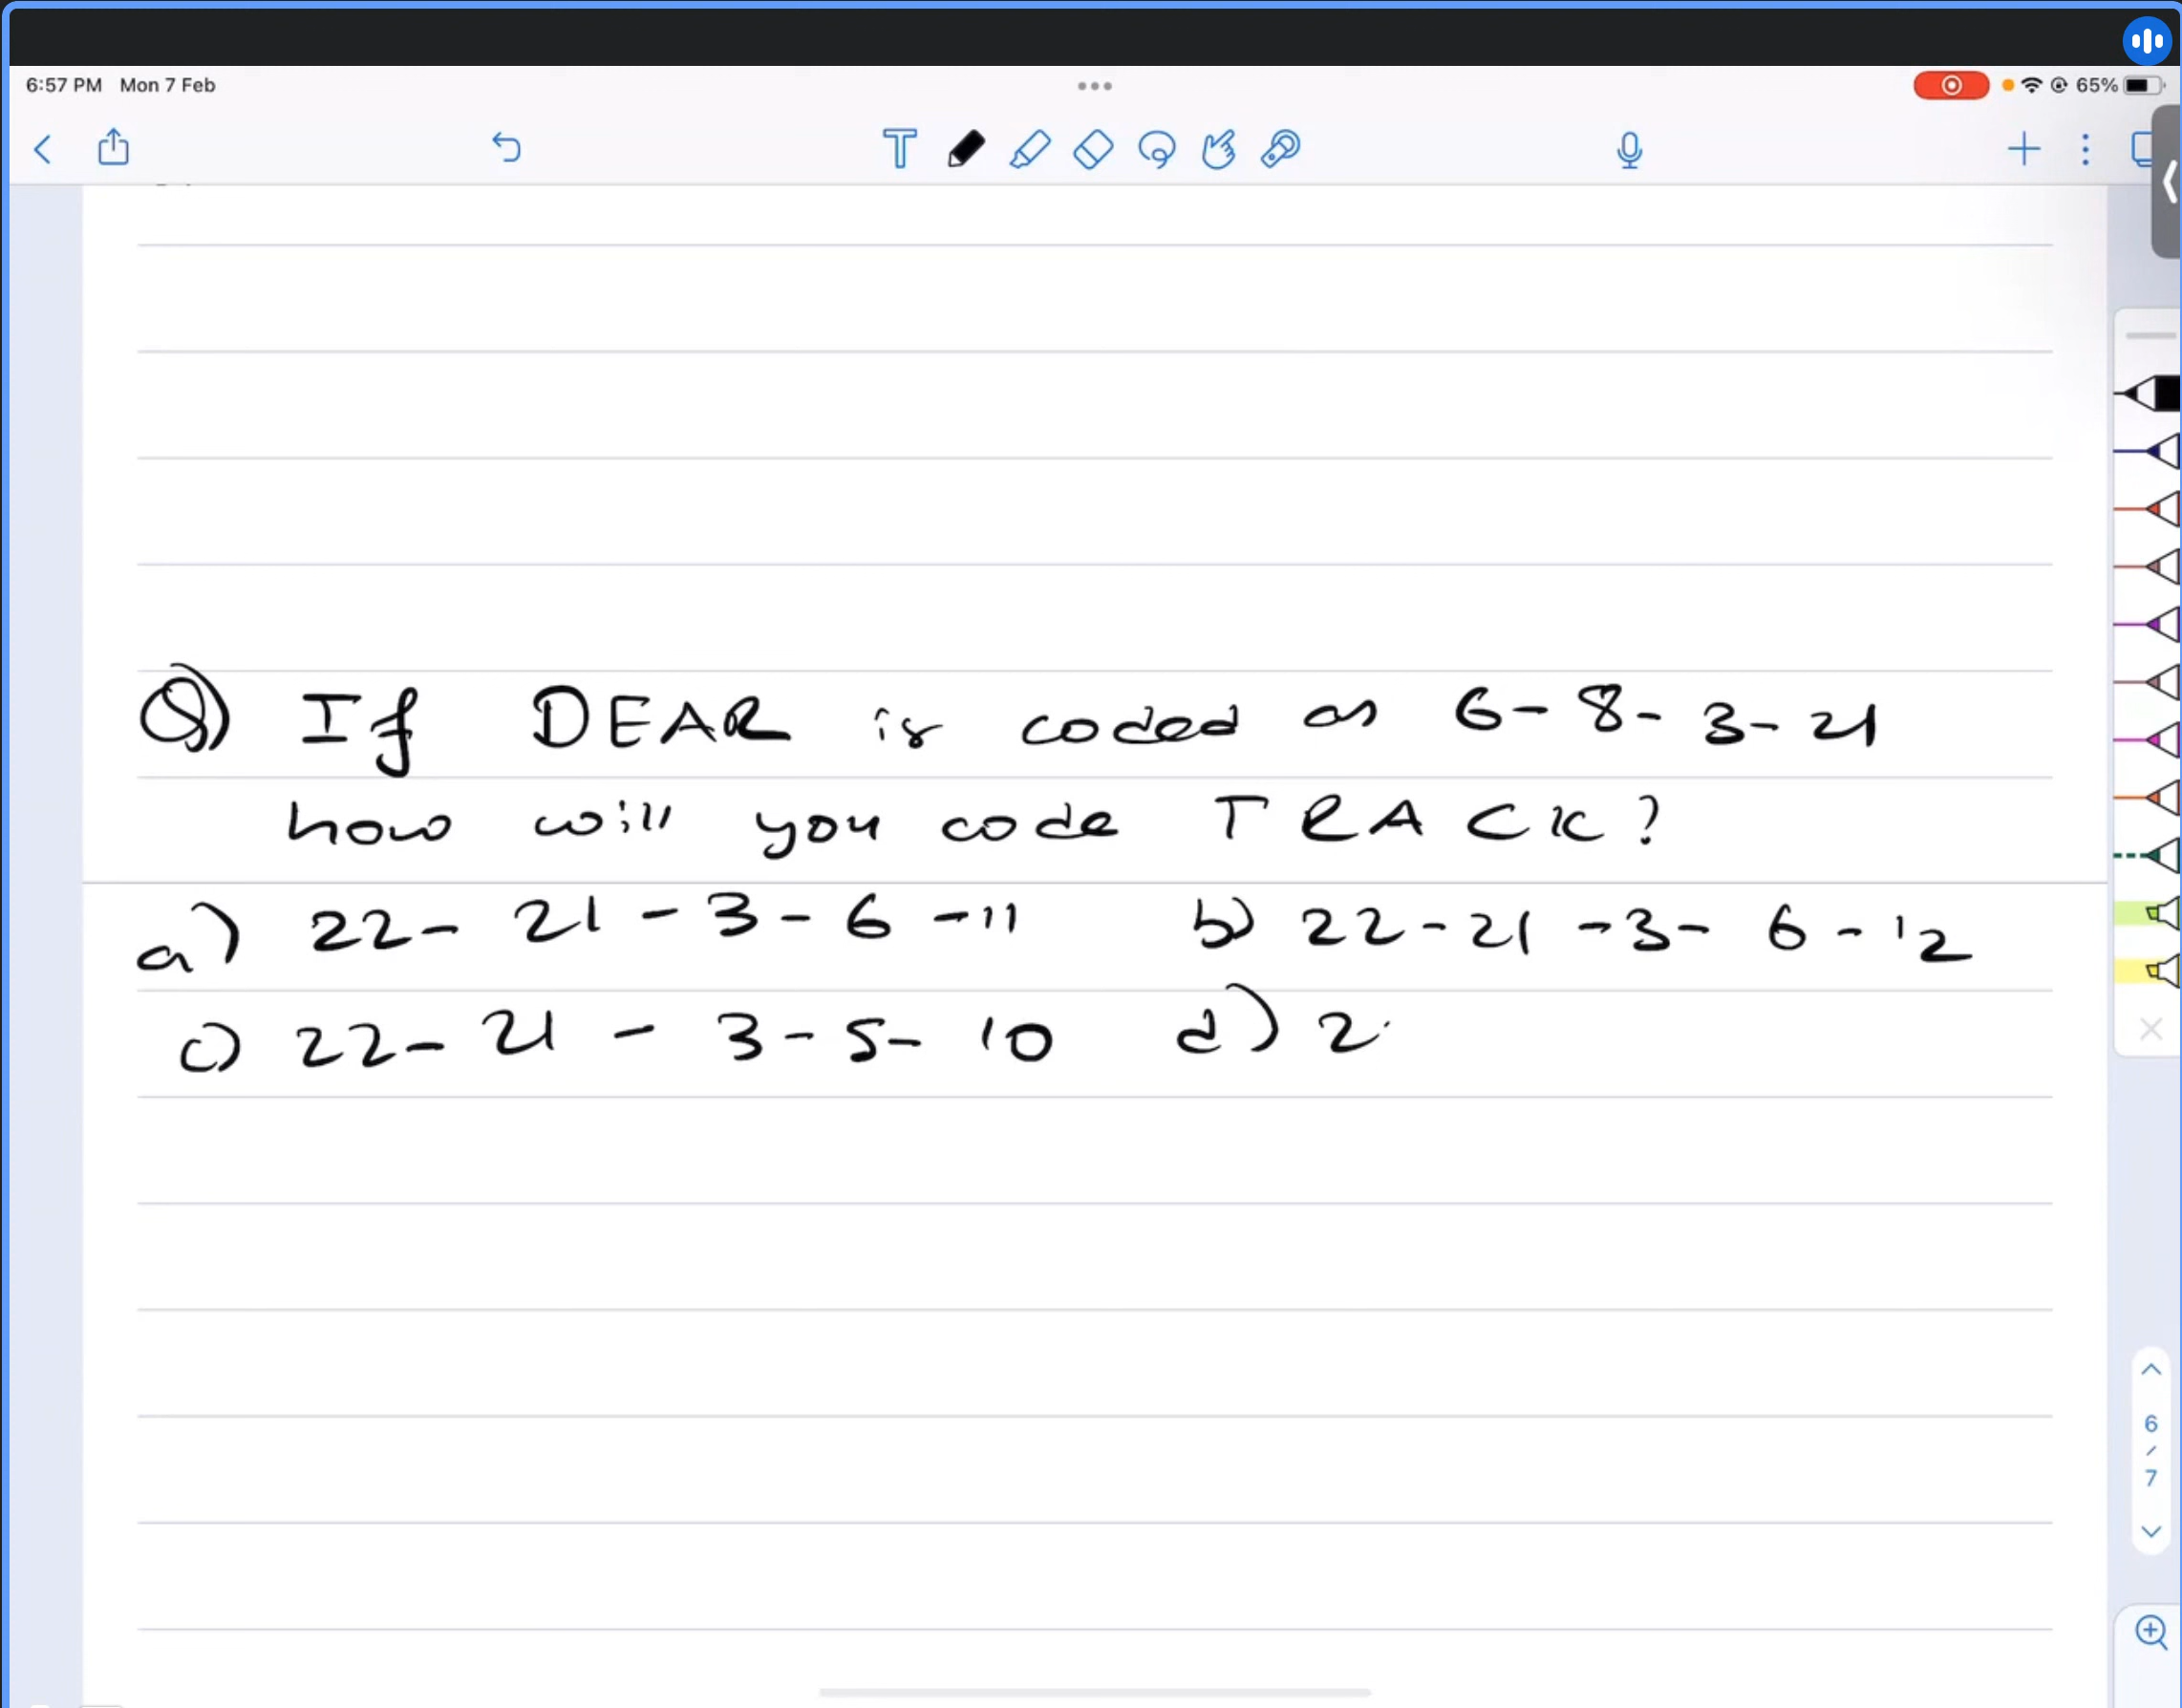 6:57 PM Mon 7 Feb
65%
Q) If DEAR is coded as 6-8-3-21
how will you code TRACK?
a) 22-21-3-6-11 b) 22-21-3-6-12
c) 22-21-3-5-10 d) 2
6
/
7